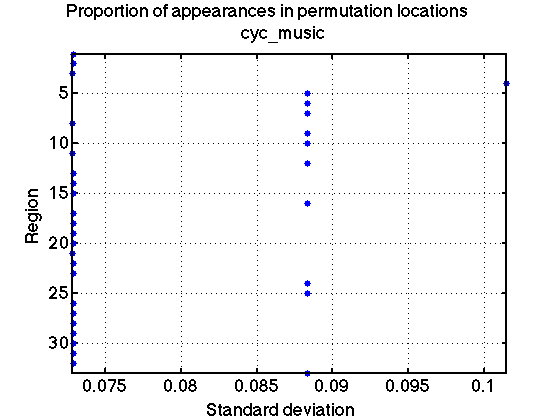 Proportion of appearances in permutation locations
cyc_music
5
10
15
20
25
30
Region
0.075 0.08 0.085 0.09 0.095 0.1
Standard deviation